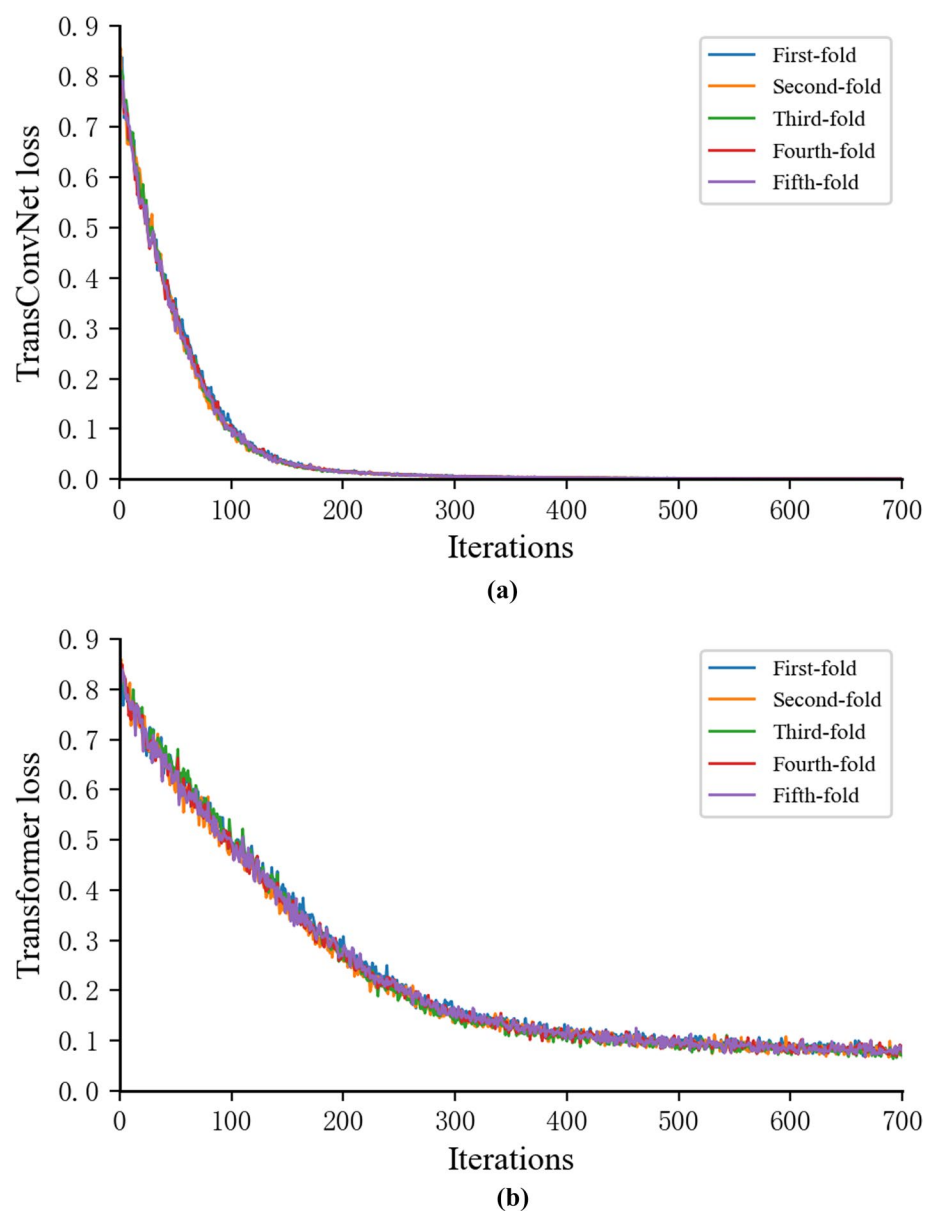 0.9
0.8
0.7
0.6
0.5
0.4
0.3
0.2
0.1
0.0
TransConvNet loss
First-fold
Second-fold
Third-fold
Fourth-fold
Fifth-fold
0 100 200 300 400 500 600 700
Iterations
(a)
0.9
0.8
0.7
0.6
0.5
0.4
0.3
0.2
0.1
0.0
Transformer loss
First-fold
Second-fold
Third-fold
Fourth-fold
Fifth-fold
0 100 200 300 400 500 600 700
Iterations
(b)